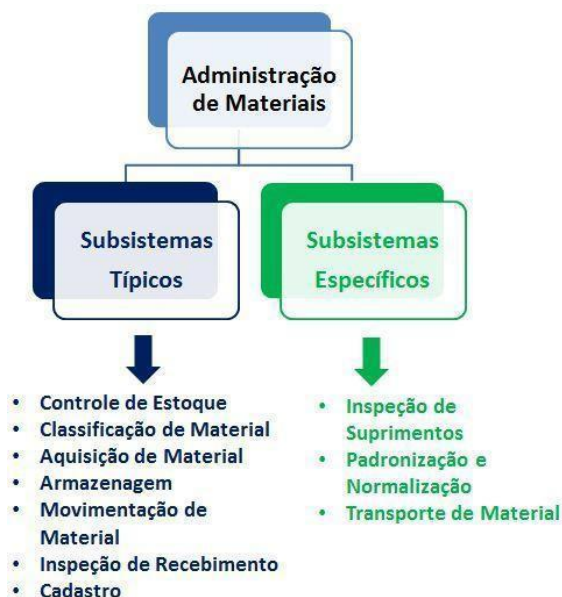 Administração
de Materiais
Subsistemas
Típicos
Subsistemas
Específicos
• Controle de Estoque
• Classificação de Material
• Aquisição de Material
• Armazenagem
• Movimentação de
Material
• Inspeção de Recebimento
• Cadastro
• Inspeção de
Suprimentos
• Padronização e
Normalização
• Transporte de Material